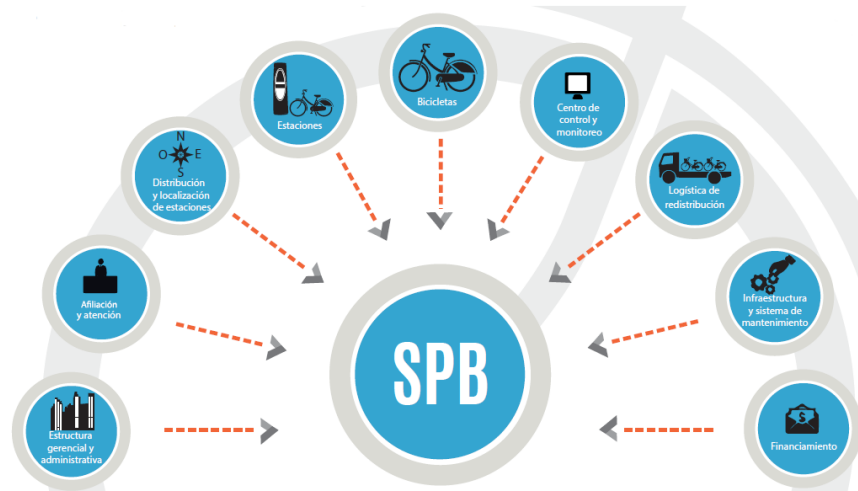 Bicicletas
Estaciones
Centro de
control y
monitoreo
N
O
E
S
Distribución
y localización
de estaciones
Logística de
redistribución
Afiliación
y atención
Infraestructura
y sistema de
mantenimiento
SPB
Estructura
gerencial y
administrativa
$
Financiamiento